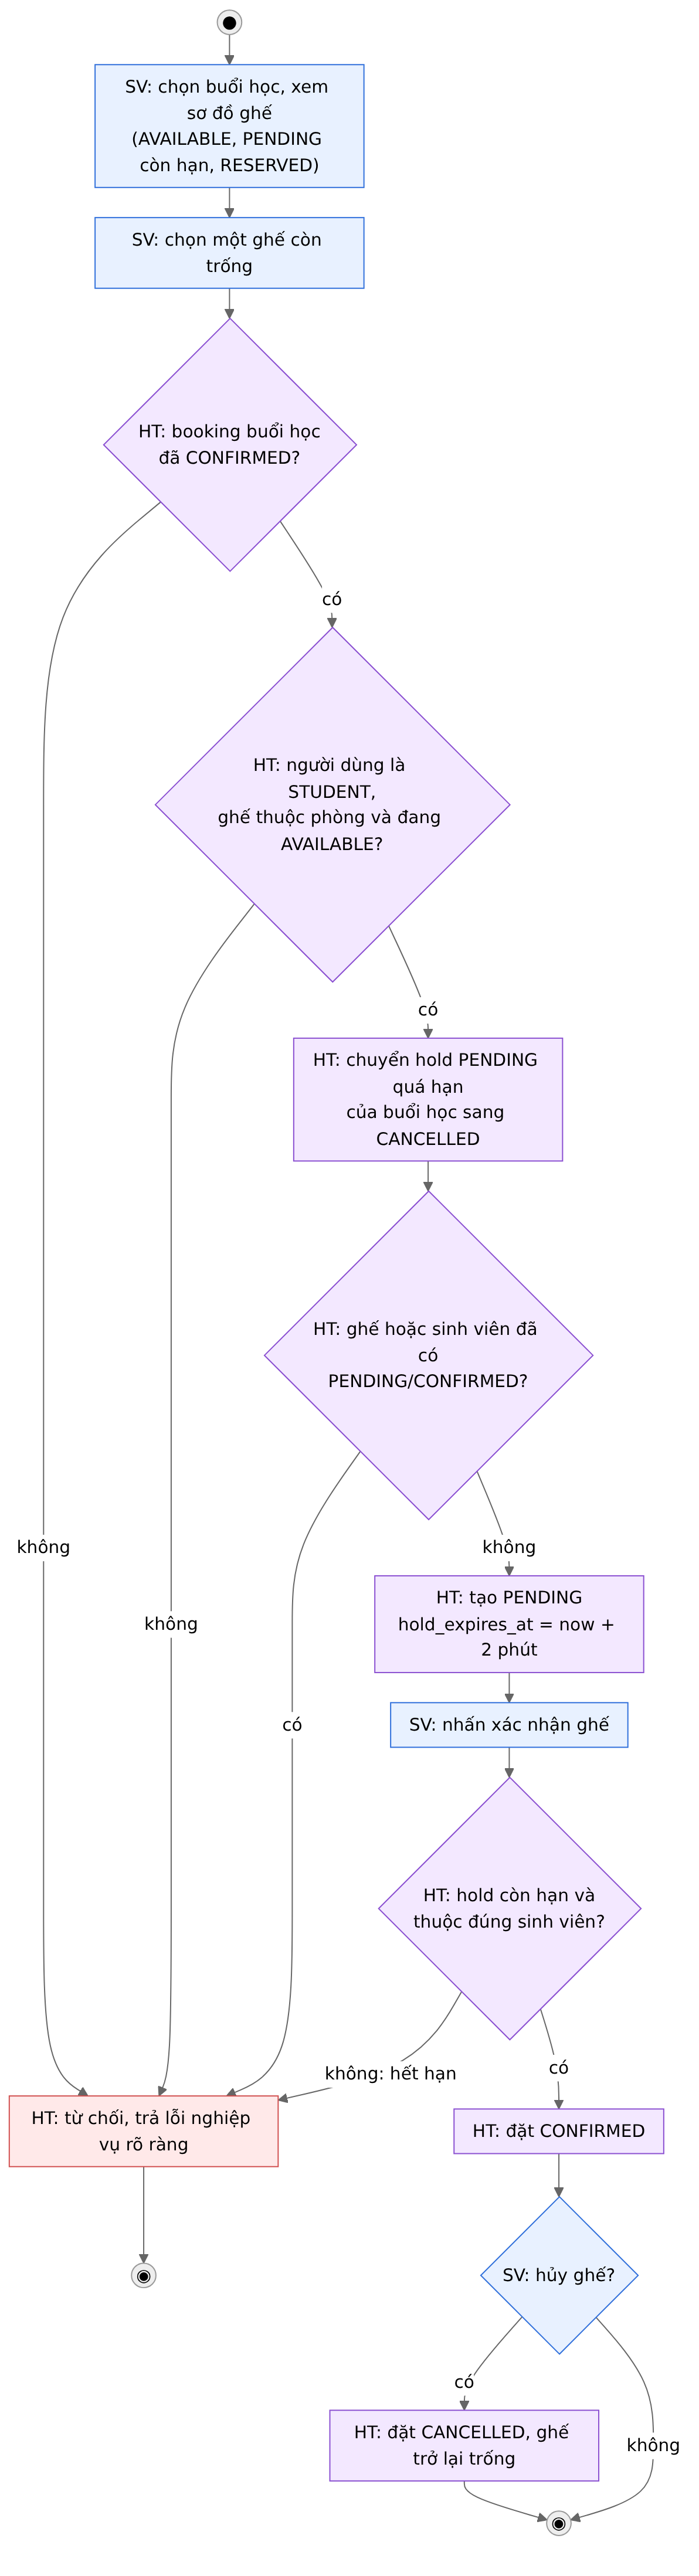 SV: chọn buổi học, xem
sơ đồ ghế
(AVAILABLE, PENDING
còn hạn, RESERVED)
SV: chọn một ghế còn
trống
HT: booking buổi học
đã CONFIRMED?
có
HT: người dùng là
STUDENT,
ghế thuộc phòng và đang
AVAILABLE?
có
HT: chuyển hold PENDING
quá hạn
của buổi học sang
CANCELLED
HT: ghế hoặc sinh viên đã
có
PENDING/CONFIRMED?
không
không
HT: tạo PENDING
hold_expires_at = now +
2 phút
không
có
SV: nhấn xác nhận ghế
HT: hold còn hạn và
thuộc đúng sinh viên?
không: hết hạn
có
HT: từ chối, trả lỗi nghiệp
vụ rõ ràng
HT: đặt CONFIRMED
SV: hủy ghế?
có
không
HT: đặt CANCELLED, ghế
trở lại trống